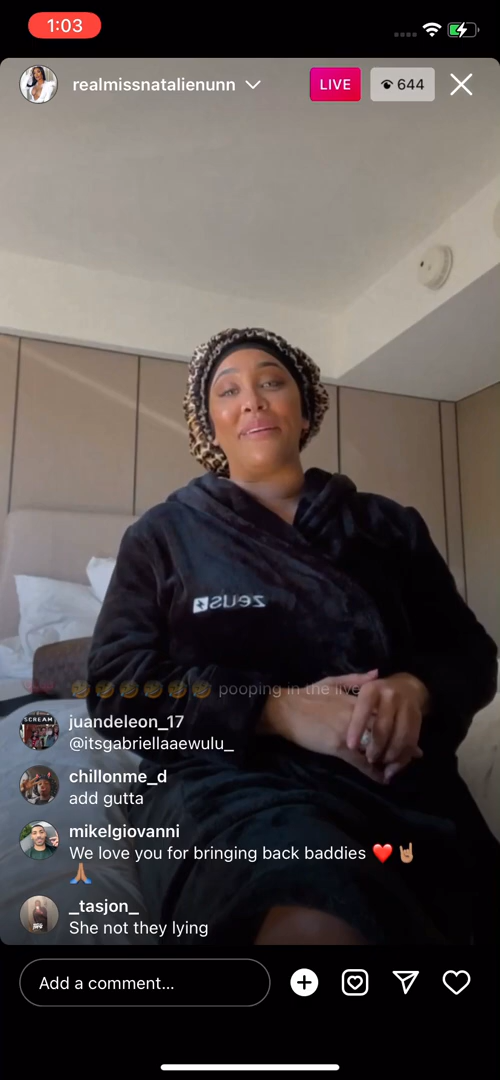 1:03
realmissnatalienunn
LIVE
644
zeus
🤣🤣🤣🤣🤣🤣 pooping in the live
SCREAM
juandeleon_17
@itsgabriellaaewulu_
chillonme_d
add gutta
mikelgiovanni
We love you for bringing back baddies ❤️🤘🏽
🙏🏽
_tasjon_
She not they lying
Add a comment...